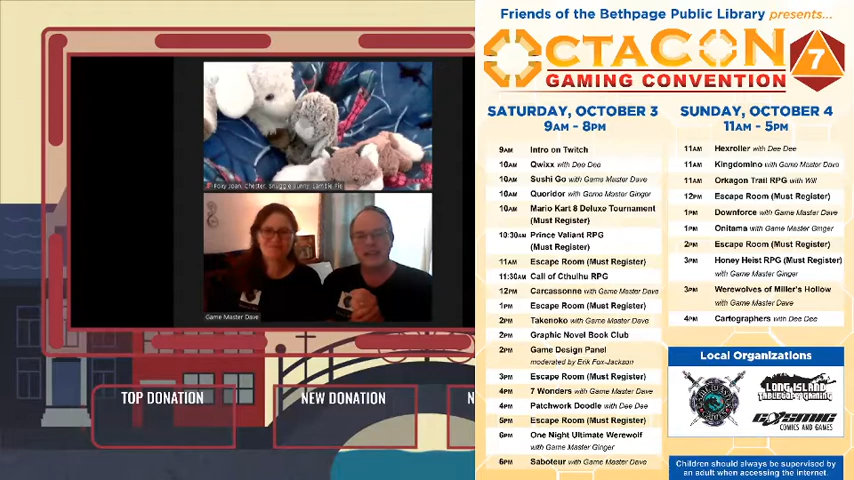 Friends of the Bethpage Public Library presents...
OCTACON 7
GAMING CONVENTION
SATURDAY, OCTOBER 3
9AM - 8PM
9AM Intro on Twitch
10AM Qwixx with Dee Dee
10AM Sushi Go with Game Master Dave
10AM Quoridor with Game Master Ginger
10AM Mario Kart 8 Deluxe Tournament
(Must Register)
10:30AM Prince Valiant RPG
(Must Register)
11AM Escape Room (Must Register)
11:30AM Call of Cthulhu RPG
12PM Carcassonne with Game Master Dave
1PM Escape Room (Must Register)
2PM Takenoko with Game Master Dave
2PM Graphic Novel Book Club
2PM Game Design Panel
moderated by Erik Fox-Jackson
3PM Escape Room (Must Register)
4PM 7 Wonders with Game Master Dave
4PM Patchwork Doodle with Dee Dee
5PM Escape Room (Must Register)
6PM One Night Ultimate Werewolf
with Game Master Ginger
6PM Saboteur with Game Master Dave
SUNDAY, OCTOBER 4
11AM - 5PM
11AM Hexroller with Dee Dee
11AM Kingdomino with Game Master Dave
11AM Orkagon Trail RPG with Will
12PM Escape Room (Must Register)
1PM Downforce with Game Master Dave
1PM Onitama with Game Master Ginger
2PM Escape Room (Must Register)
3PM Honey Heist RPG (Must Register)
with Game Master Ginger
3PM Werewolves of Miller's Hollow
with Game Master Dave
4PM Cartographers with Dee Dee
Local Organizations
LONG ISLAND
TABLETOP GAMING
COSMIC
COMICS AND GAMES
Children should always be supervised by
an adult when accessing the internet.
Roxy Joan, Chester, Snuggle Bunny, Lambie Pie
Game Master Dave
TOP DONATION
NEW DONATION
N